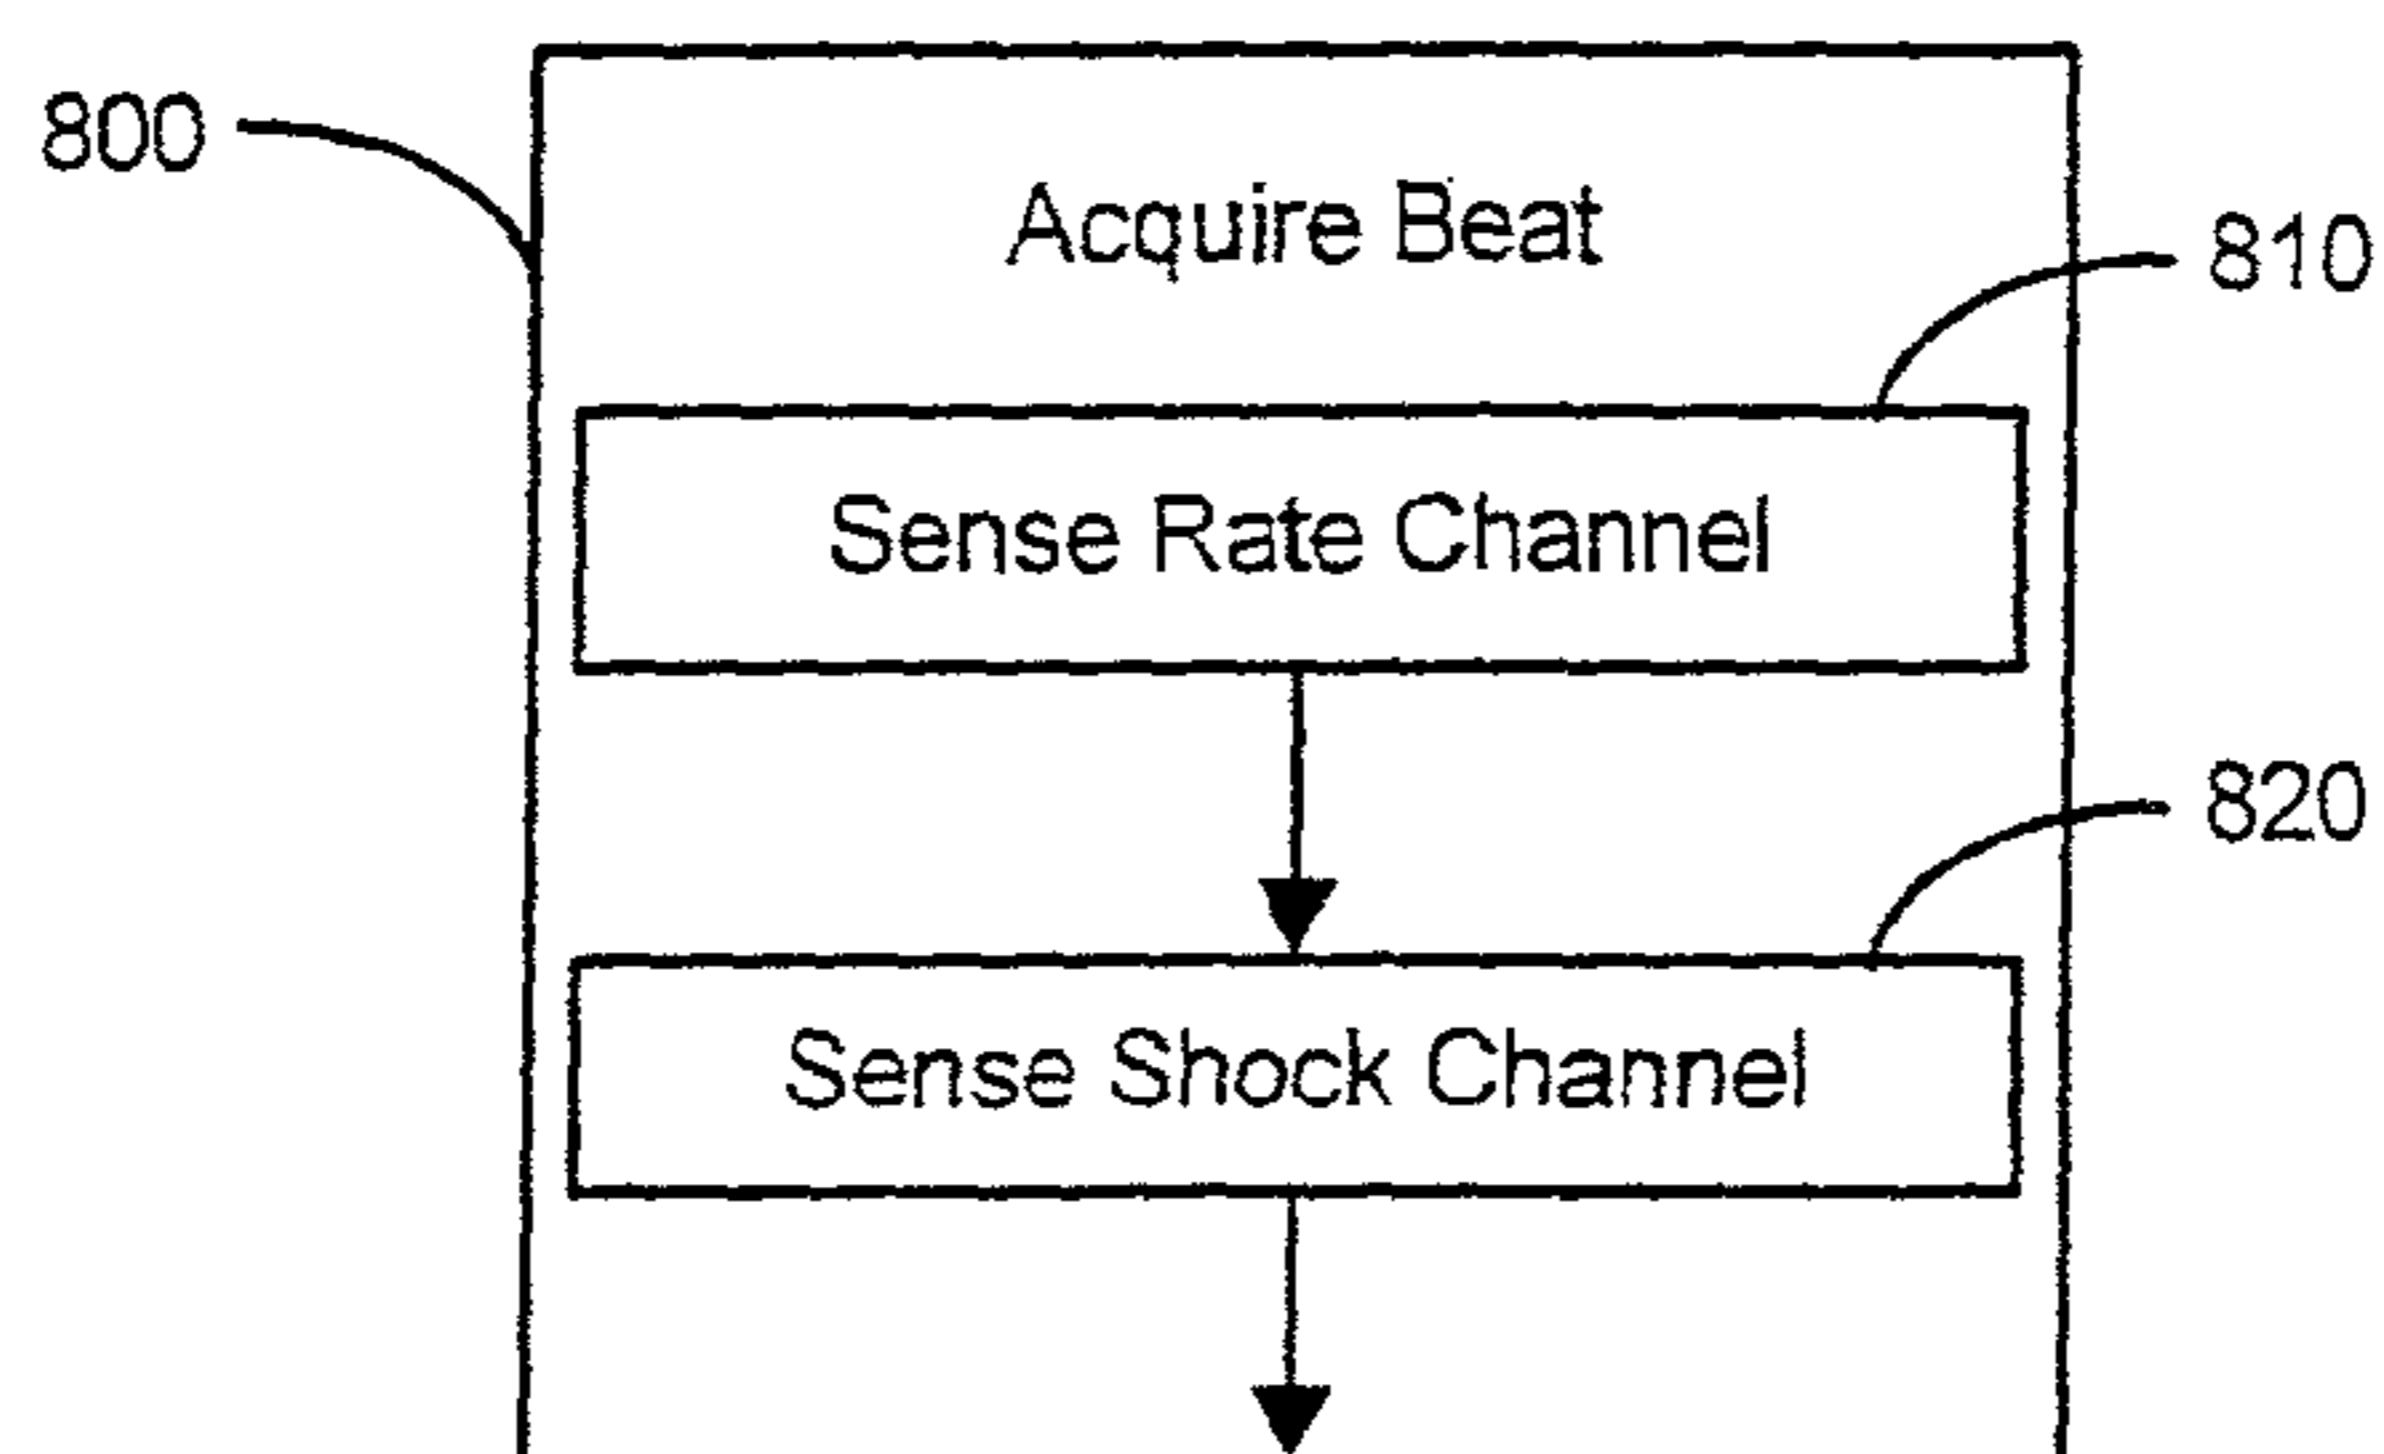 800
Acquire Beat
810
Sense Rate Channel
820
Sense Shock Channel